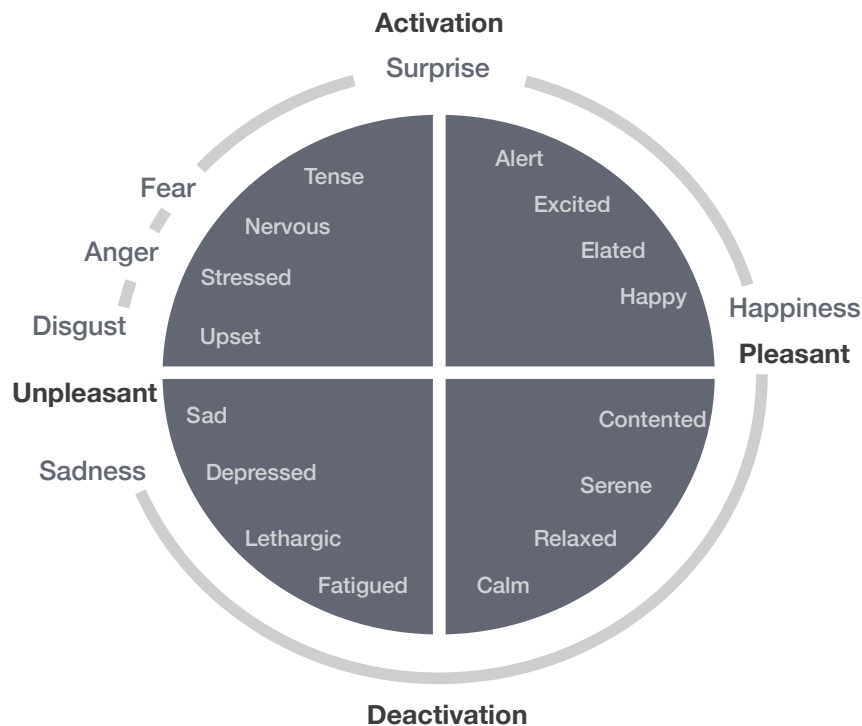 Activation
Surprise
Alert
Tense
Fear
Excited
Nervous
Anger
Elated
Stressed
Happy
Happiness
Disgust
Upset
Pleasant
Unpleasant
Sad
Contented
Sadness
Depressed
Serene
Lethargic
Relaxed
Fatigued
Calm
Deactivation